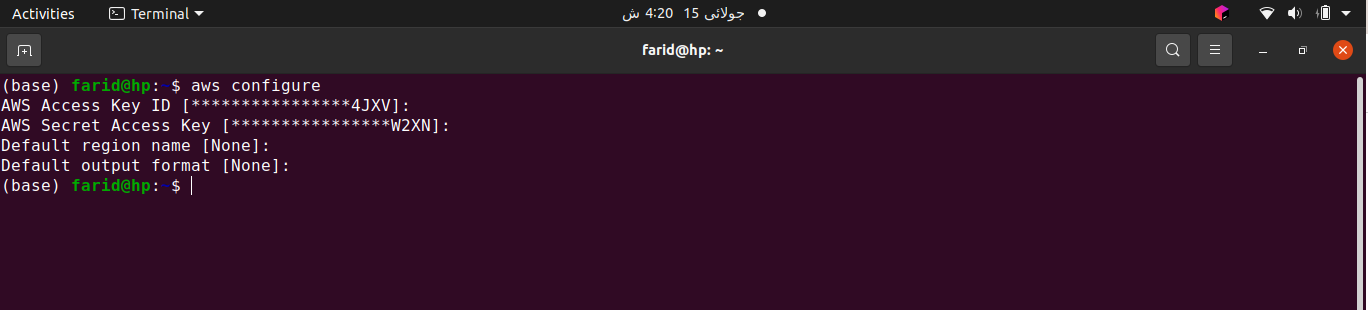 Activities Terminal جولائی 15 4:20 ش
farid@hp: ~
(base) farid@hp:~$ aws configure
AWS Access Key ID [****************4JXV]:
AWS Secret Access Key [****************W2XN]:
Default region name [None]:
Default output format [None]:
(base) farid@hp:~$